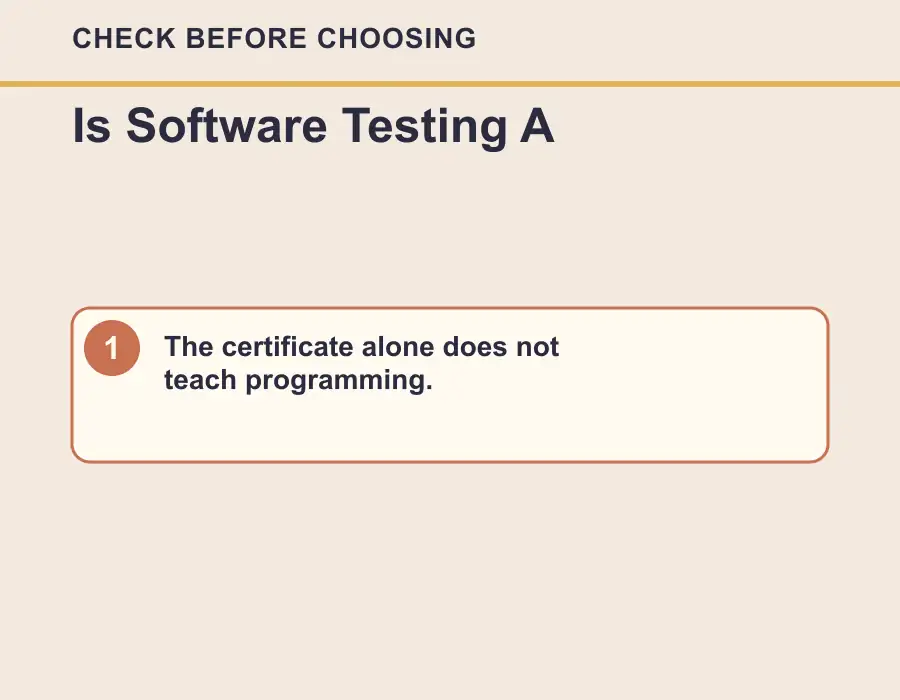 CHECK BEFORE CHOOSING
Is Software Testing A
1
The certificate alone does not
teach programming.